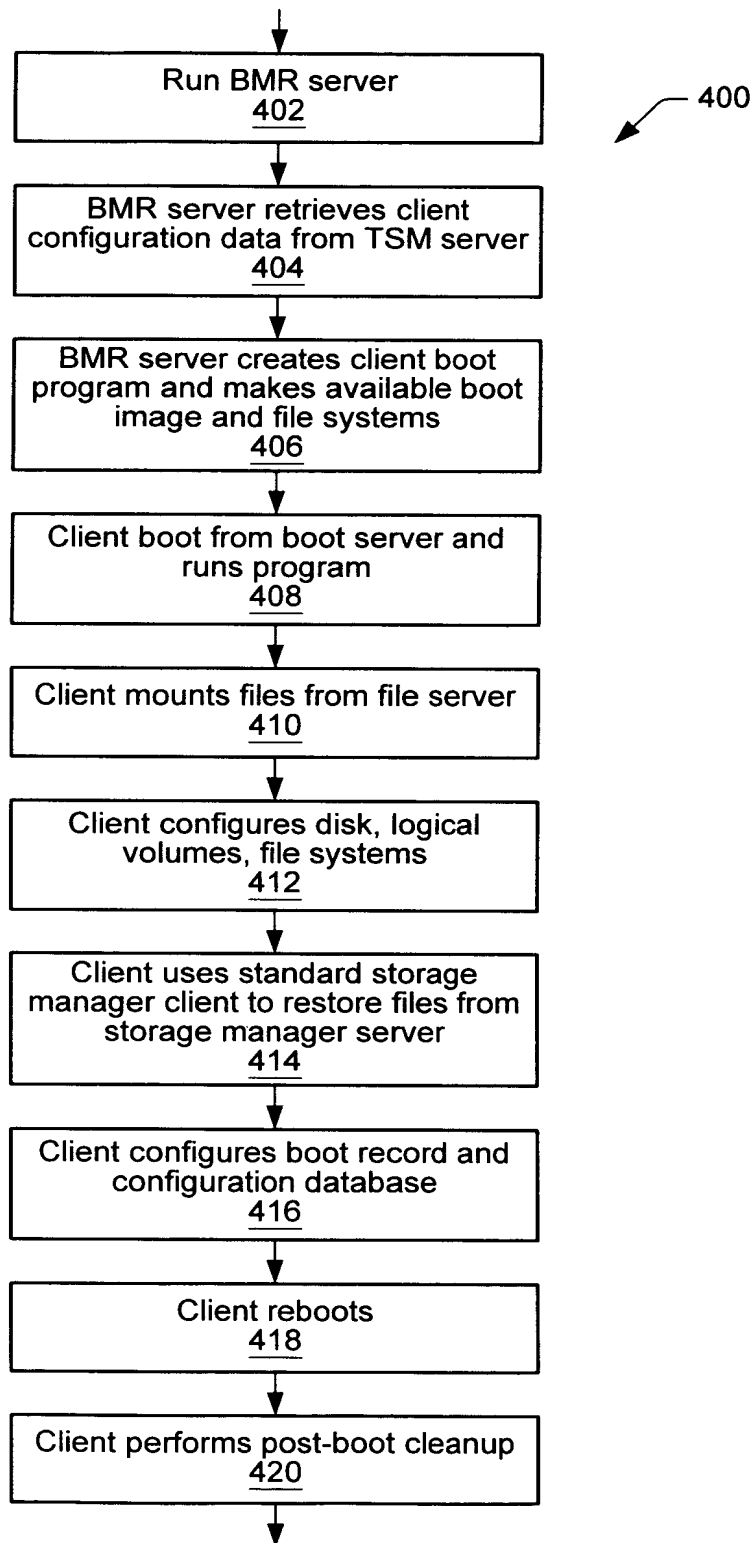 Run BMR server
402
400
BMR server retrieves client
configuration data from TSM server
404
BMR server creates client boot
program and makes available boot
image and file systems
406
Client boot from boot server and
runs program
408
Client mounts files from file server
410
Client configures disk, logical
volumes, file systems
412
Client uses standard storage
manager client to restore files from
storage manager server
414
Client configures boot record and
configuration database
416
Client reboots
418
Client performs post-boot cleanup
420